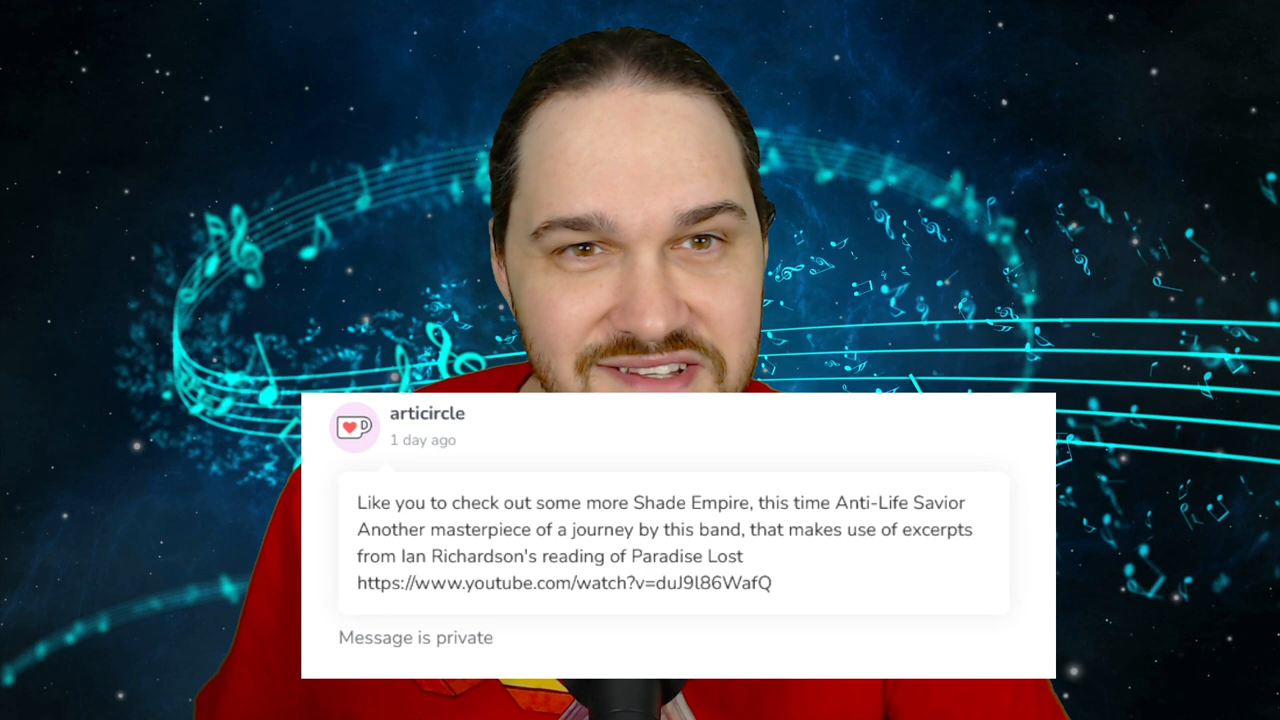 articircle
1 day ago
Like you to check out some more Shade Empire, this time Anti-Life Savior
Another masterpiece of a journey by this band, that makes use of excerpts
from Ian Richardson's reading of Paradise Lost
https://www.youtube.com/watch?v=duJ9l86WafQ
Message is private